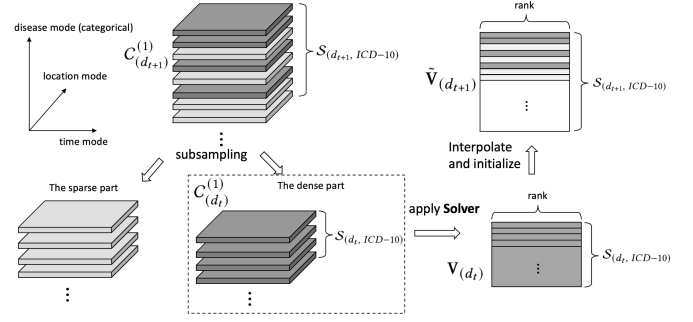 disease mode (categorical)
location mode
time mode
C^{(1)}_{(d_{t+1})}
S_{(d_{t+1}, ICD−10)}
⋮
subsampling
The sparse part
⋮
C^{(1)}_{(d_t)}
The dense part
S_{(d_t, ICD−10)}
⋮
apply Solver
rank
Ṽ_{(d_{t+1})}
⋮
S_{(d_{t+1}, ICD−10)}
Interpolate
and initialize
rank
V_{(d_t)}
⋮
S_{(d_t, ICD−10)}